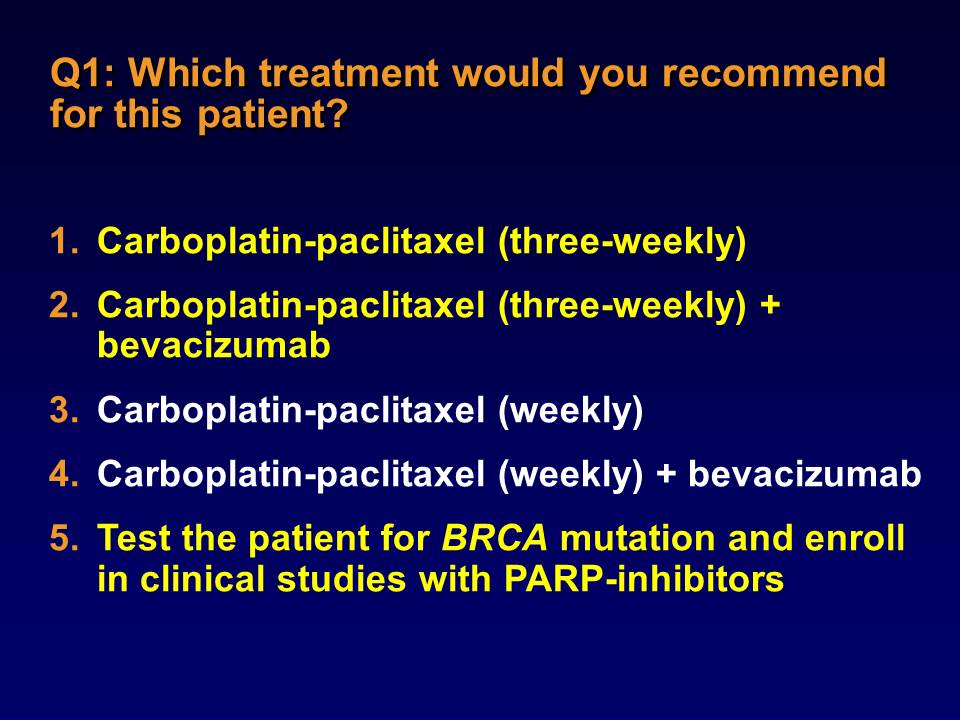 Q1: Which treatment would you recommend
for this patient?
1. Carboplatin-paclitaxel (three-weekly)
2. Carboplatin-paclitaxel (three-weekly) +
bevacizumab
3. Carboplatin-paclitaxel (weekly)
4. Carboplatin-paclitaxel (weekly) + bevacizumab
5. Test the patient for BRCA mutation and enroll
in clinical studies with PARP-inhibitors